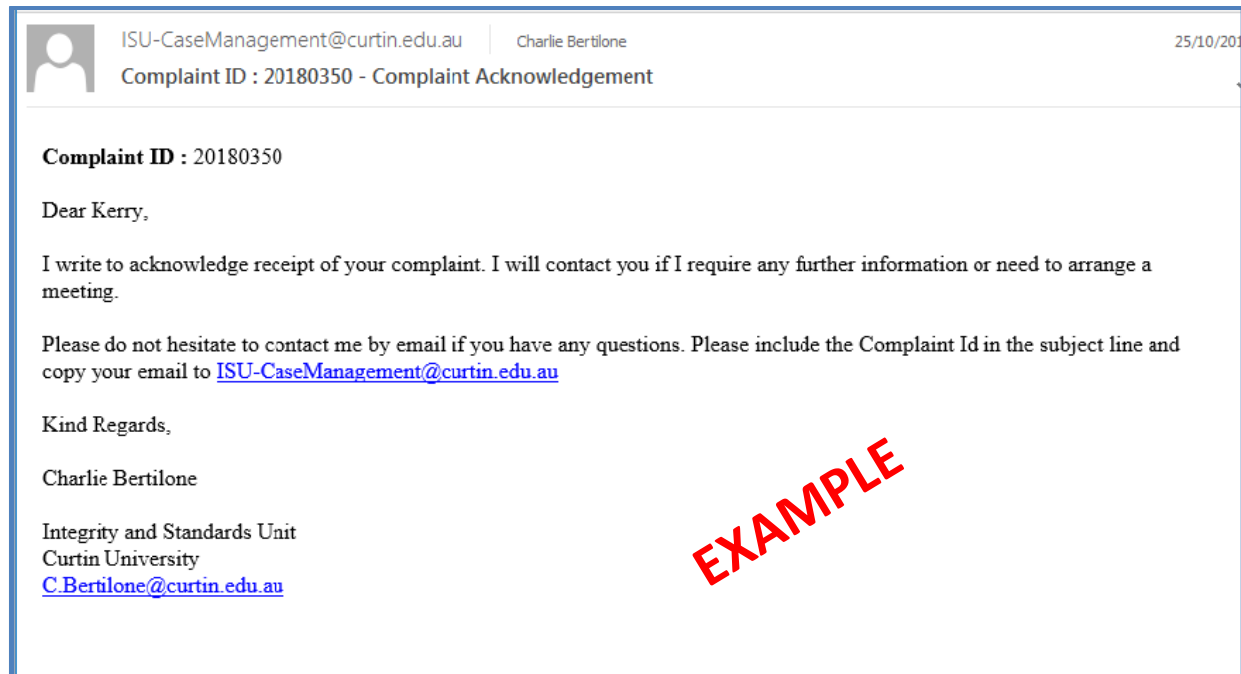 ISU-CaseManagement@curtin.edu.au Charlie Bertilone 25/10/201
Complaint ID : 20180350 - Complaint Acknowledgement
Complaint ID : 20180350
Dear Kerry,
I write to acknowledge receipt of your complaint. I will contact you if I require any further information or need to arrange a
meeting.
Please do not hesitate to contact me by email if you have any questions. Please include the Complaint Id in the subject line and
copy your email to ISU-CaseManagement@curtin.edu.au
Kind Regards,
Charlie Bertilone
EXAMPLE
Integrity and Standards Unit
Curtin University
C.Bertilone@curtin.edu.au